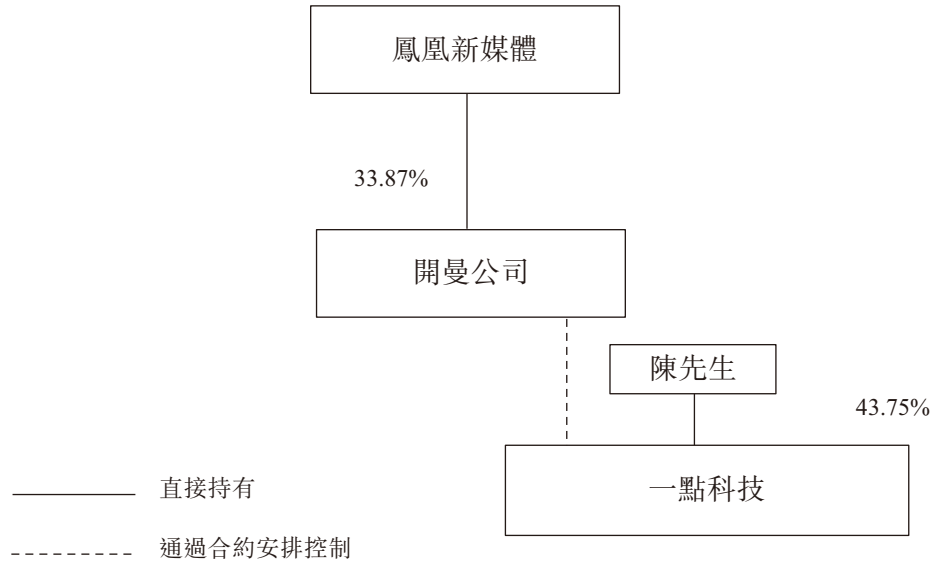 鳳凰新媒體
33.87%
開曼公司
陳先生
43.75%
一點科技
直接持有
通過合約安排控制